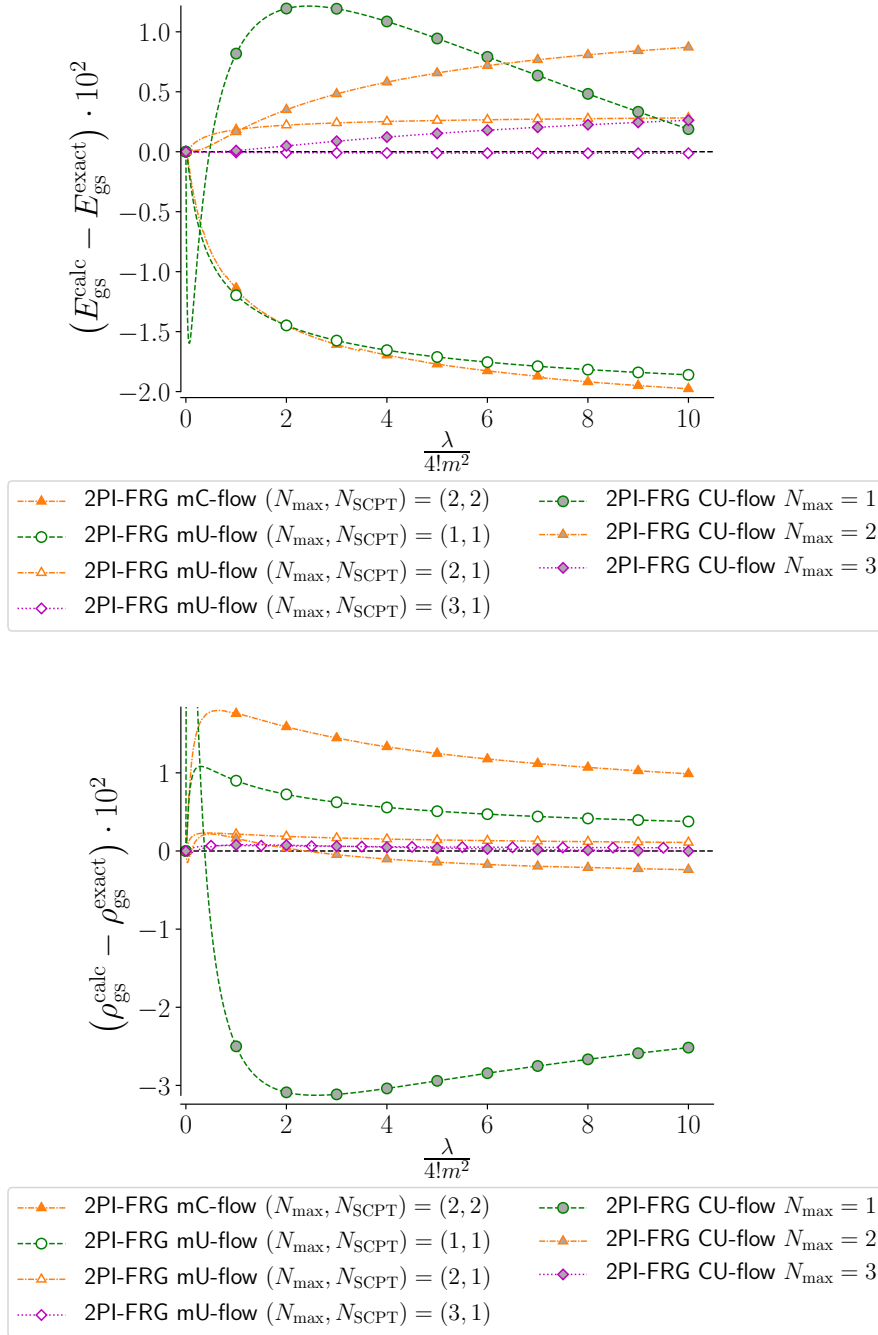 1.0
0.5
0.0
−0.5
−1.0
−1.5
−2.0
(E_gs^calc − E_gs^exact) · 10^2
0 2 4 6 8 10
λ
4!m^2
2PI-FRG mC-flow (N_max, N_SCPT) = (2, 2)
2PI-FRG mU-flow (N_max, N_SCPT) = (1, 1)
2PI-FRG mU-flow (N_max, N_SCPT) = (2, 1)
2PI-FRG mU-flow (N_max, N_SCPT) = (3, 1)
2PI-FRG CU-flow N_max = 1
2PI-FRG CU-flow N_max = 2
2PI-FRG CU-flow N_max = 3
1
0
−1
−2
−3
(ρ_gs^calc − ρ_gs^exact) · 10^2
0 2 4 6 8 10
λ
4!m^2
2PI-FRG mC-flow (N_max, N_SCPT) = (2, 2)
2PI-FRG mU-flow (N_max, N_SCPT) = (1, 1)
2PI-FRG mU-flow (N_max, N_SCPT) = (2, 1)
2PI-FRG mU-flow (N_max, N_SCPT) = (3, 1)
2PI-FRG CU-flow N_max = 1
2PI-FRG CU-flow N_max = 2
2PI-FRG CU-flow N_max = 3